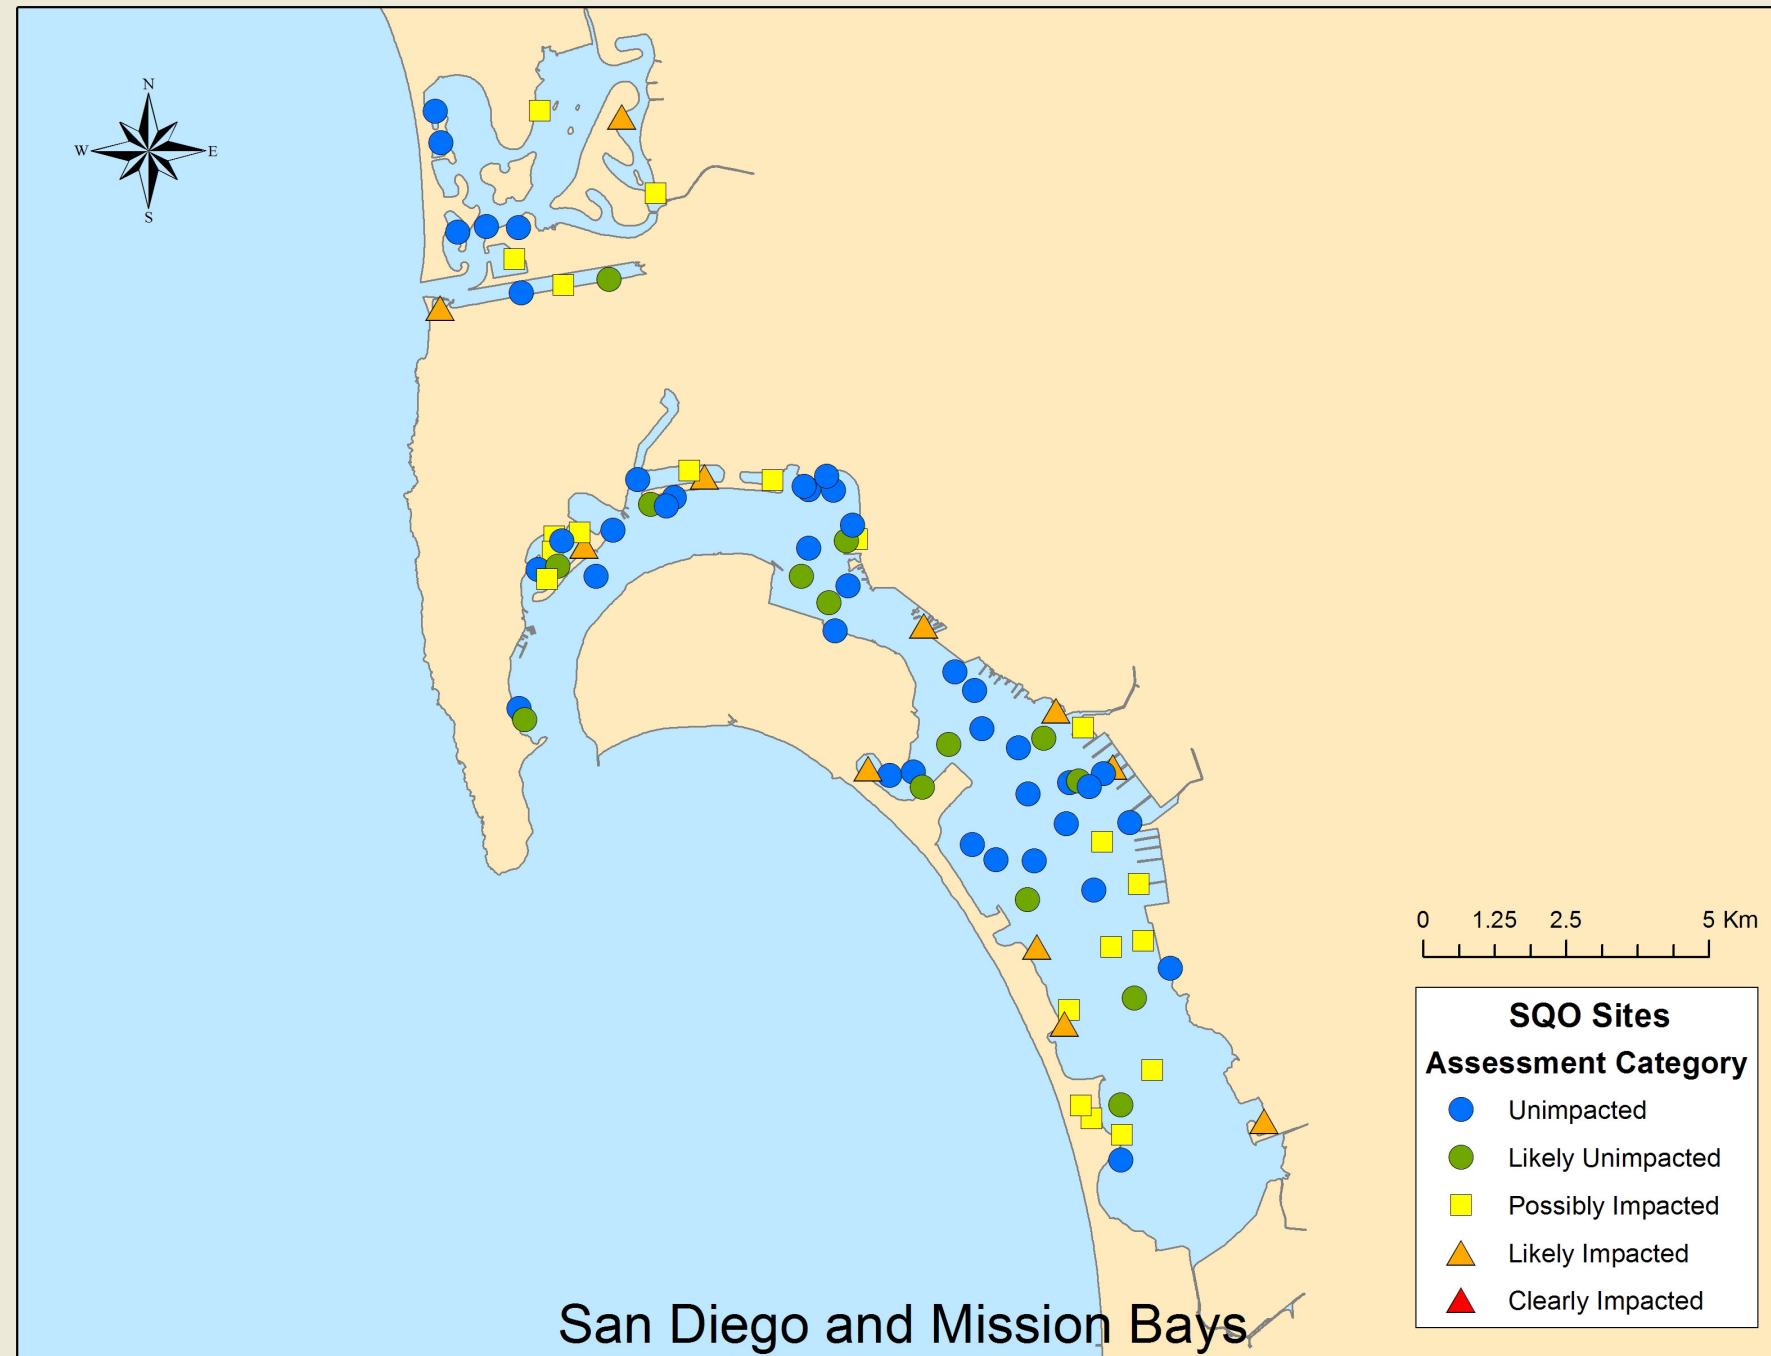 N
W E
S
0 1.25 2.5 5 Km
SQO Sites
Assessment Category
Unimpacted
Likely Unimpacted
Possibly Impacted
Likely Impacted
Clearly Impacted
San Diego and Mission Bays